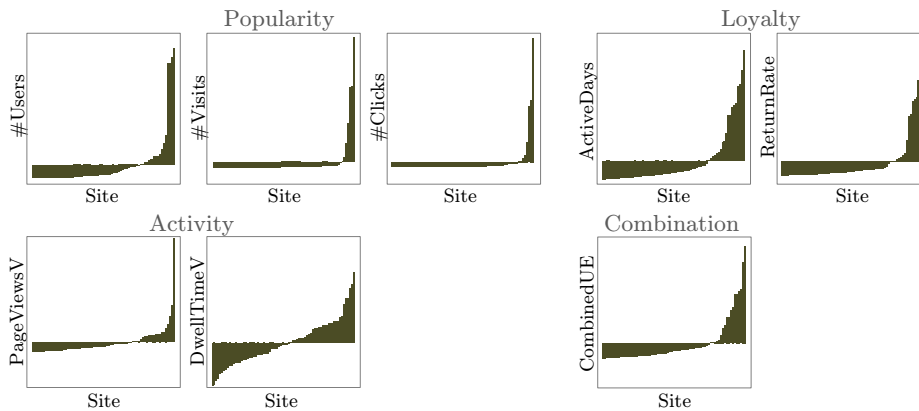 Popularity
Loyalty
#Users
#Visits
#Clicks
ActiveDays
ReturnRate
Site
Site
Site
Site
Site
Activity
Combination
PageViewsV
DwellTimeV
CombinedUE
Site
Site
Site